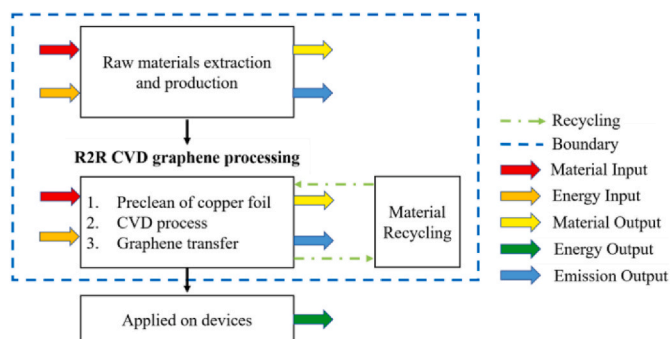 Raw materials extraction
and production
R2R CVD graphene processing
1. Preclean of copper foil
2. CVD process
3. Graphene transfer
Material
Recycling
Applied on devices
Recycling
Boundary
Material Input
Energy Input
Material Output
Energy Output
Emission Output